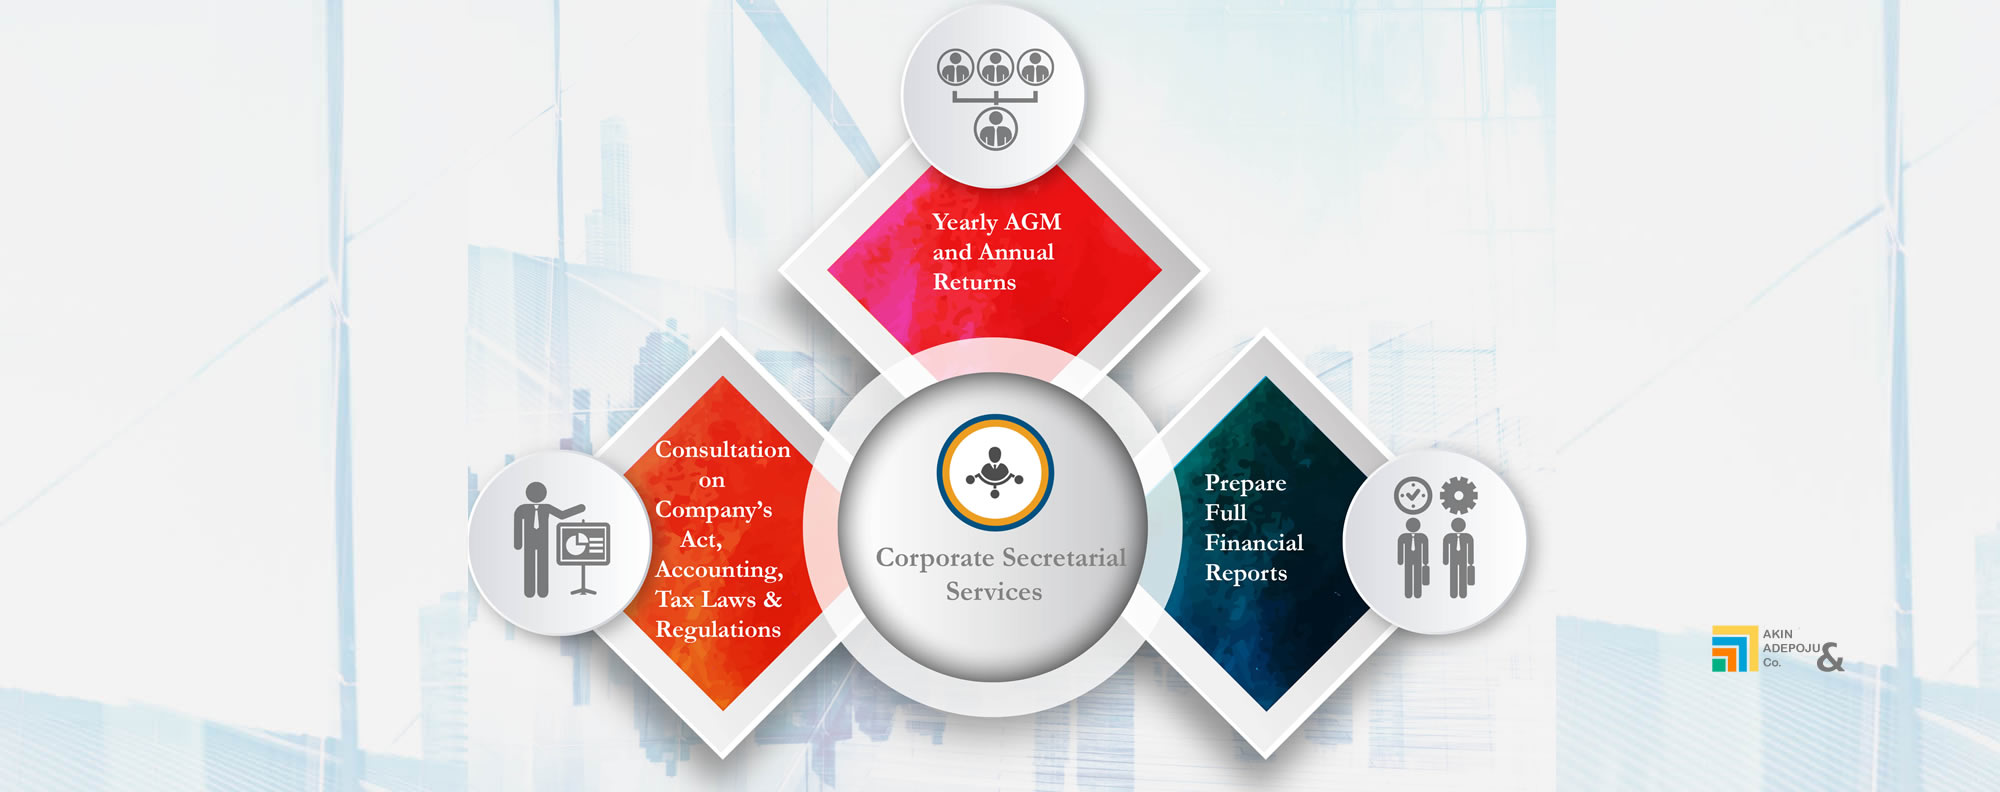 Yearly AGM
and Annual
Returns
Consultation
on
Company’s
Act,
Accounting,
Tax Laws &
Regulations
Corporate Secretarial
Services
Prepare
Full
Financial
Reports
AKIN
ADEPOJU &
Co.